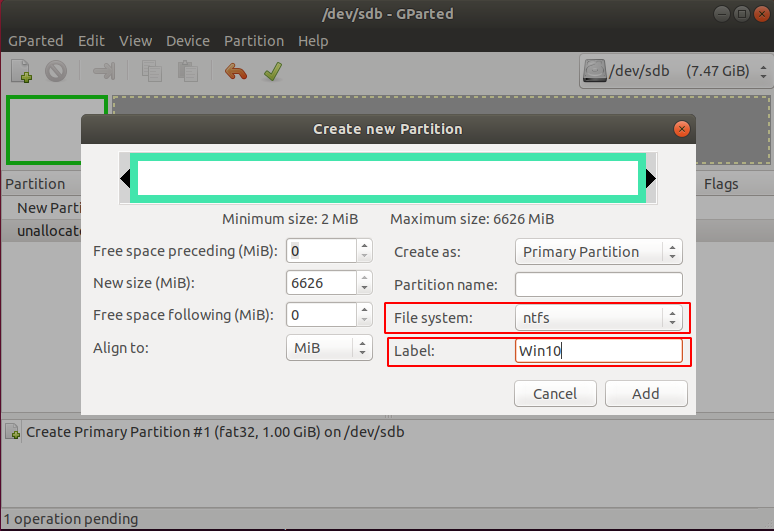 /dev/sdb - GParted
GParted Edit View Device Partition Help
/dev/sdb (7.47 GiB)
Create new Partition
Partition
Flags
New Parti
unallocate
Minimum size: 2 MiB Maximum size: 6626 MiB
Free space preceding (MiB): 0
Create as: Primary Partition
New size (MiB): 6626
Partition name:
Free space following (MiB): 0
File system: ntfs
Align to: MiB
Label: Win10
Cancel Add
Create Primary Partition #1 (fat32, 1.00 GiB) on /dev/sdb
1 operation pending